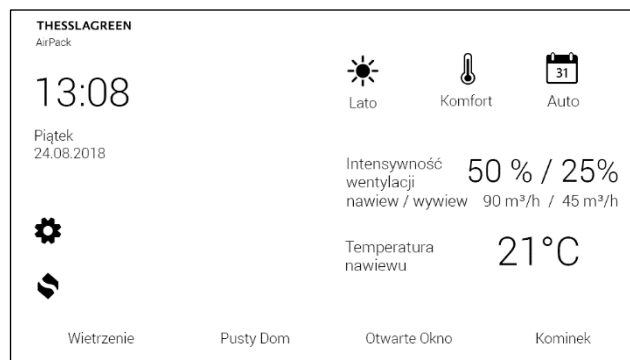 THESSLAGREEN
AirPack
13:08
Piątek
24.08.2018
31
Lato
Komfort
Auto
Intensywność
wentylacji
nawiew / wywiew
50 % / 25%
90 m³/h / 45 m³/h
Temperatura
nawiewu
21°C
Wietrzenie
Pusty Dom
Otwarte Okno
Kominek